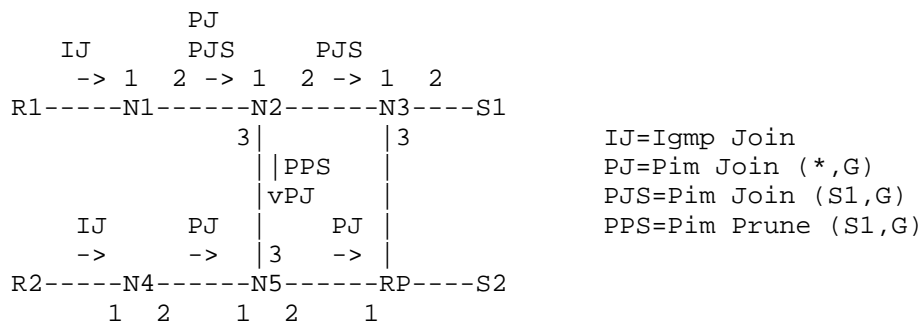 PJ
IJ PJS PJS
-> 1 2 -> 1 2 -> 1 2
R1-----N1------N2------N3----S1
3| |3 IJ=Igmp Join
| ||PPS | PJ=Pim Join (*,G)
|vPJ | PJS=Pim Join (S1,G)
IJ PJ | PJ | PPS=Pim Prune (S1,G)
-> -> |3 -> |
R2-----N4------N5------RP----S2
1 2 1 2 1